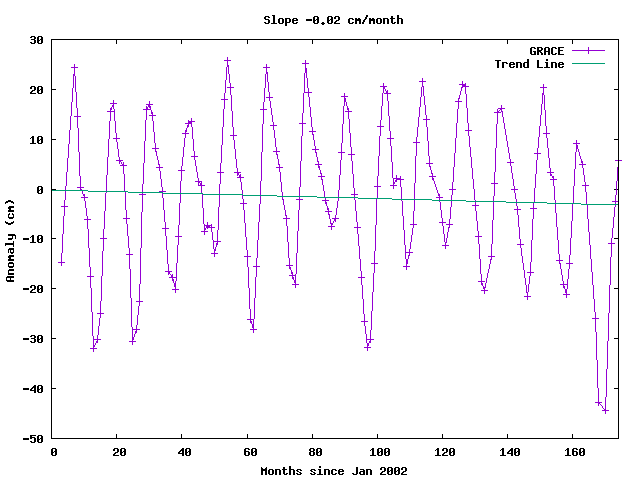 Slope -0.02 cm/month
GRACE
Trend Line
30
20
10
0
-10
-20
-30
-40
-50
Anomaly (cm)
0 20 40 60 80 100 120 140 160
Months since Jan 2002